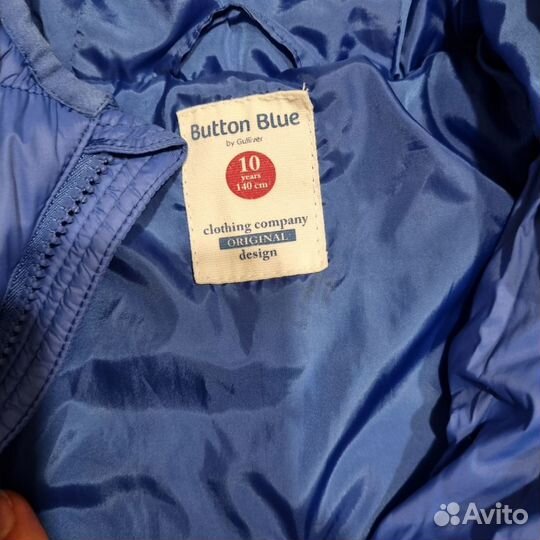 Button Blue
by Gulliver
10
years
140 cm
clothing company
ORIGINAL
design
Avito